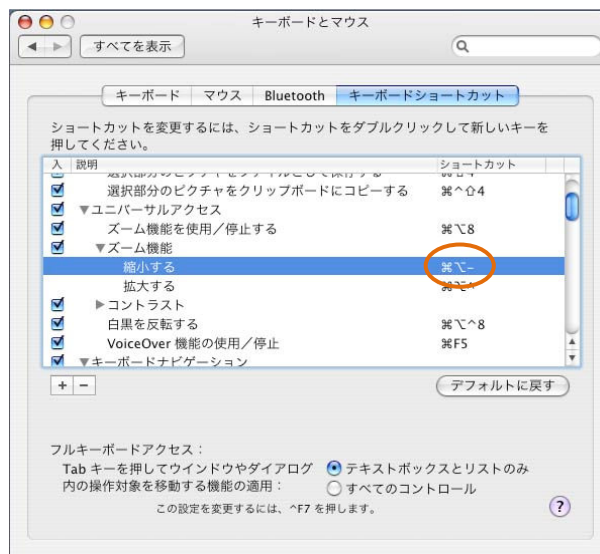 キーボードとマウス
すべてを表示
キーボード マウス Bluetooth キーボードショートカット
ショートカットを変更するには、ショートカットをダブルクリックして新しいキーを
押してください。
入 説明 ショートカット
選択部分のピクチャをクリップボードにコピーする ⌘^⇧4
▼ユニバーサルアクセス
ズーム機能を使用／停止する ⌘⌥8
▼ズーム機能
縮小する ⌘⌥-
拡大する ⌘⌥^
▶コントラスト
白黒を反転する ⌘⌥^8
VoiceOver 機能の使用／停止 ⌘F5
▼キーボードナビゲーション
+ − デフォルトに戻す
フルキーボードアクセス：
Tab キーを押してウインドウやダイアログ テキストボックスとリストのみ
内の操作対象を移動する機能の適用： すべてのコントロール
この設定を変更するには、^F7 を押します。 ?